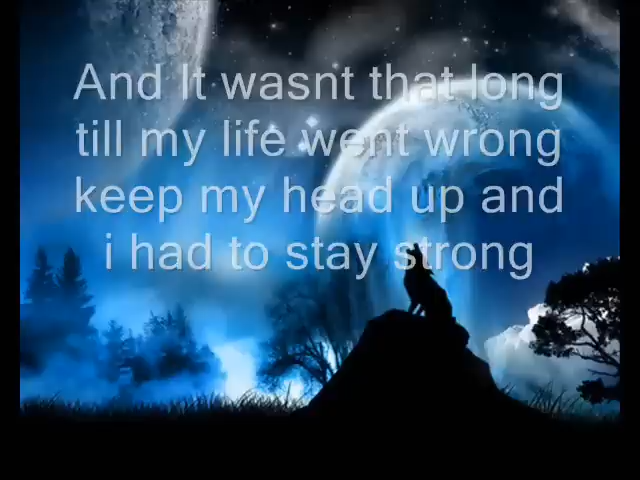 And It wasnt that long
till my life went wrong
keep my head up and
i had to stay strong